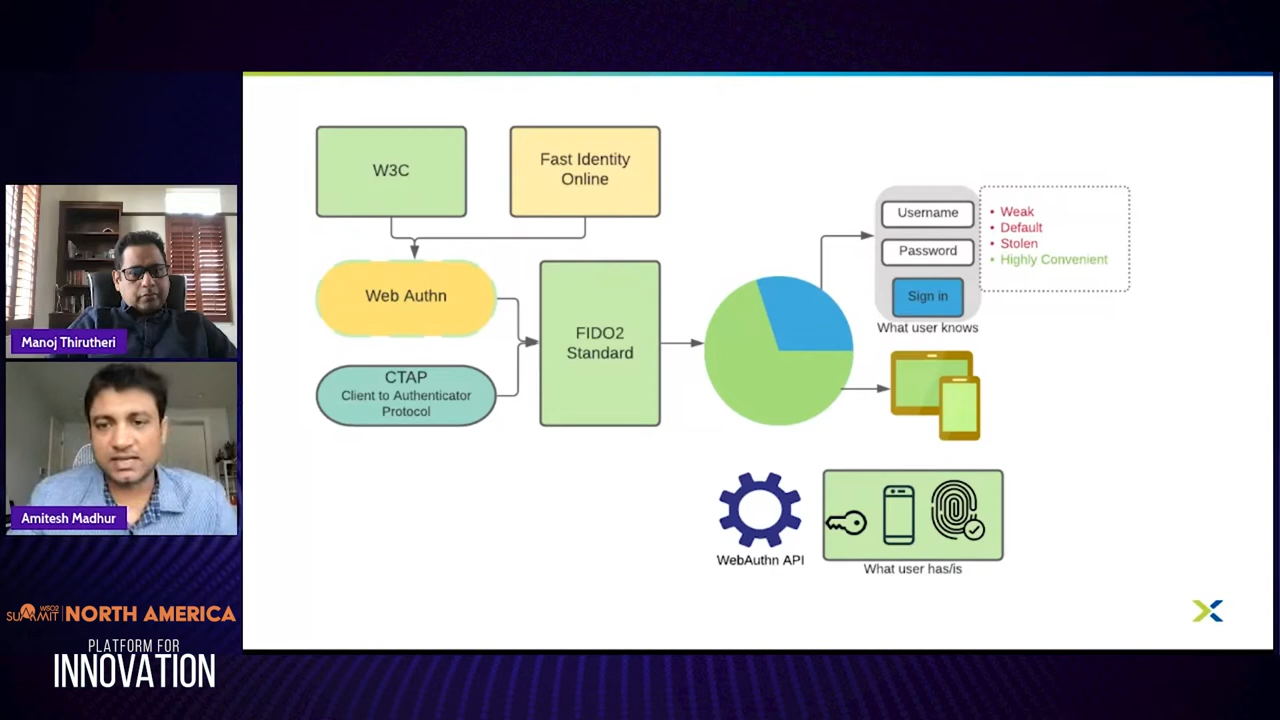 W3C
Fast Identity
Online
Web Authn
CTAP
Client to Authenticator
Protocol
FIDO2
Standard
Username
Password
Sign in
What user knows
• Weak
• Default
• Stolen
• Highly Convenient
WebAuthn API
What user has/is
Manoj Thirutheri
Amitesh Madhur
WSO2
SUMMIT NORTH AMERICA
PLATFORM FOR
INNOVATION